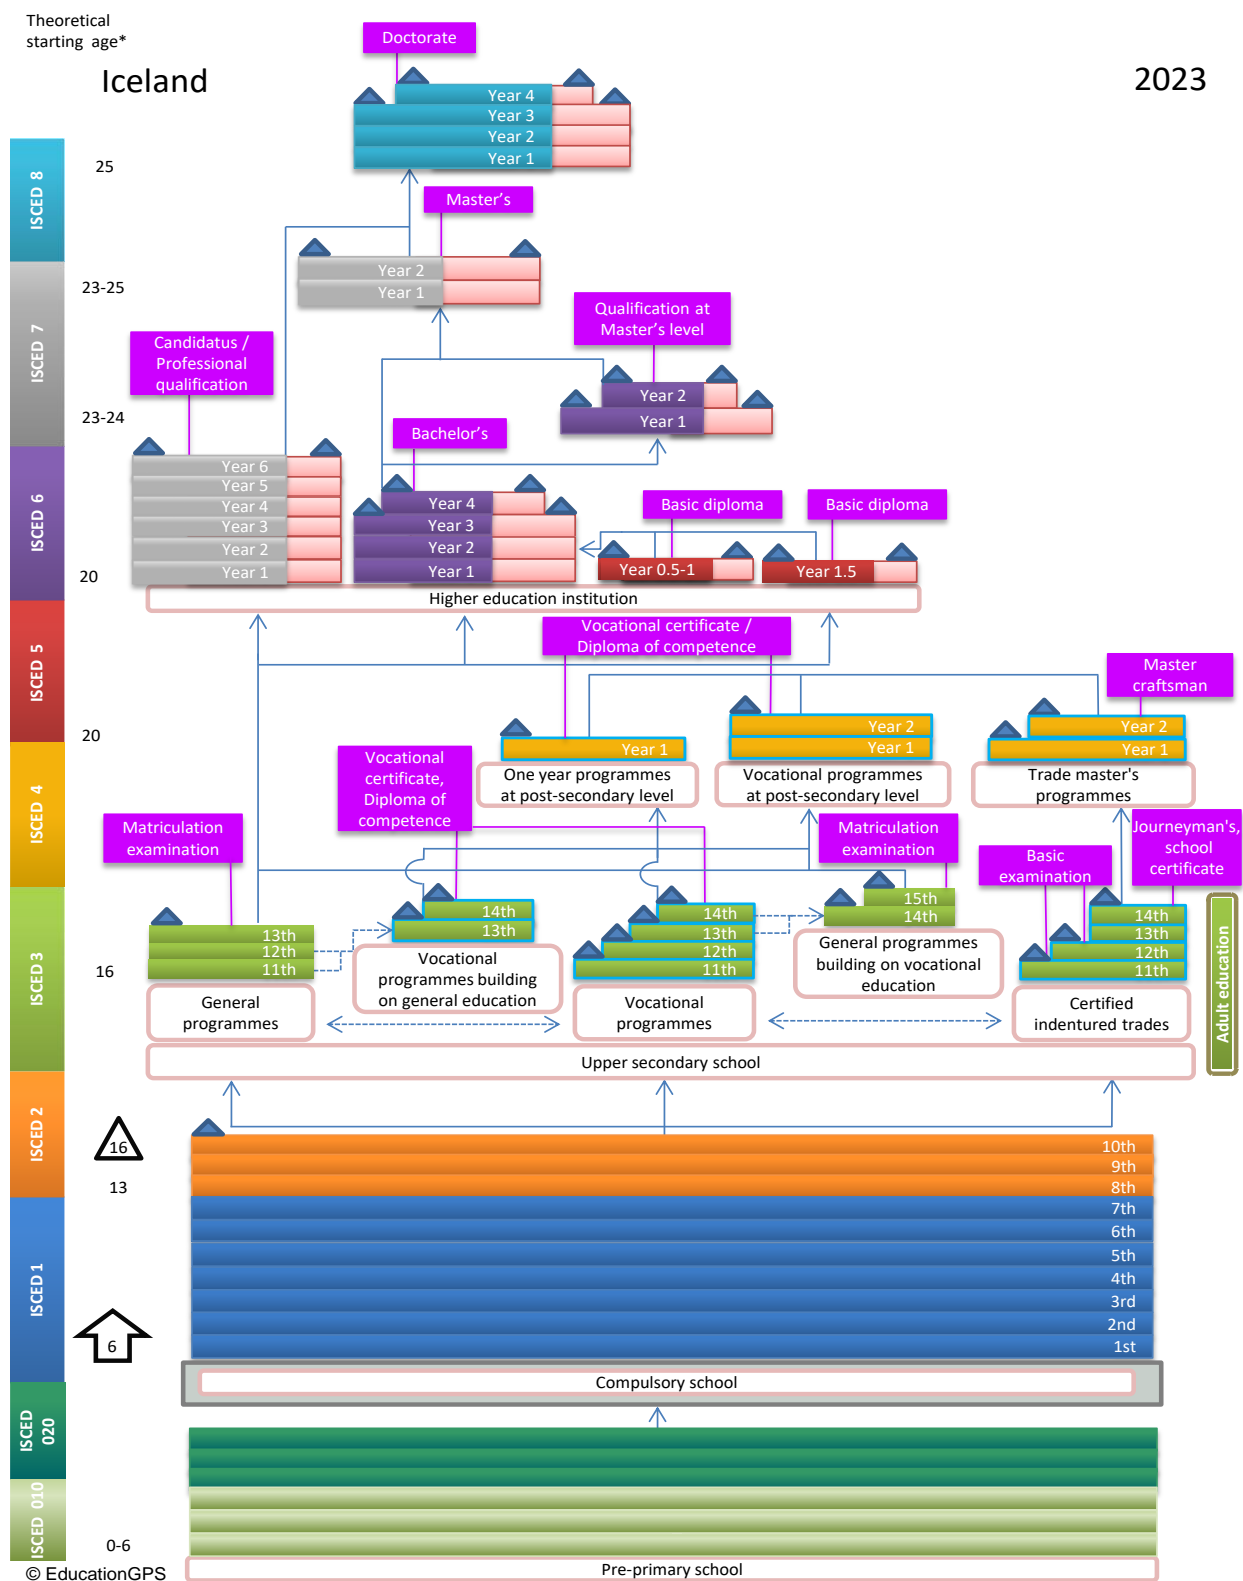 Theoretical
starting age*
Iceland
2023
Doctorate
Year 4
Year 3
Year 2
Year 1
ISCED 8
25
Master's
Year 2
Year 1
23-25
ISCED 7
Qualification at
Master's level
Candidatus /
Professional
qualification
Year 2
Year 1
23-24
Bachelor's
Year 6
Year 5
Year 4
Year 3
Year 2
Year 1
Year 4
Year 3
Year 2
Year 1
Basic diploma
Basic diploma
Year 0.5-1
Year 1.5
ISCED 6
20
Higher education institution
Vocational certificate /
Diploma of competence
Master
craftsman
ISCED 5
20
Year 1
Year 2
Year 1
Year 2
Year 1
One year programmes
at post-secondary level
Vocational programmes
at post-secondary level
Trade master's
programmes
Vocational
certificate,
Diploma of
competence
ISCED 4
Matriculation
examination
Matriculation
examination
Basic
examination
Journeyman's,
school
certificate
13th
12th
11th
14th
13th
14th
13th
12th
11th
15th
14th
14th
13th
12th
11th
ISCED 3
16
General
programmes
Vocational
programmes building
on general education
Vocational
programmes
General programmes
building on vocational
education
Certified
indentured trades
Adult education
Upper secondary school
ISCED 2
16
13
10th
9th
8th
7th
6th
5th
4th
3rd
2nd
1st
ISCED 1
6
Compulsory school
ISCED
020
ISCED 010
0-6
Pre-primary school
© EducationGPS